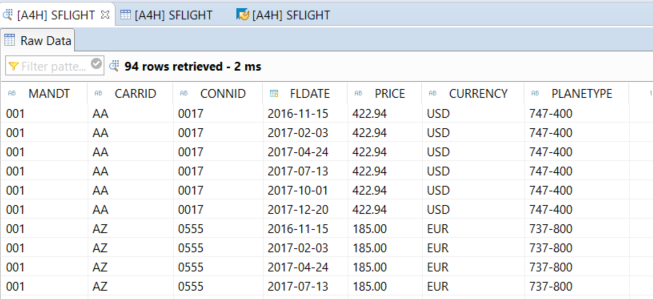 [A4H] SFLIGHT [A4H] SFLIGHT [A4H] SFLIGHT
Raw Data
Filter patte... 94 rows retrieved - 2 ms
MANDT CARRID CONNID FLDATE PRICE CURRENCY PLANETYPE
001 AA 0017 2016-11-15 422.94 USD 747-400
001 AA 0017 2017-02-03 422.94 USD 747-400
001 AA 0017 2017-04-24 422.94 USD 747-400
001 AA 0017 2017-07-13 422.94 USD 747-400
001 AA 0017 2017-10-01 422.94 USD 747-400
001 AA 0017 2017-12-20 422.94 USD 747-400
001 AZ 0555 2016-11-15 185.00 EUR 737-800
001 AZ 0555 2017-02-03 185.00 EUR 737-800
001 AZ 0555 2017-04-24 185.00 EUR 737-800
001 AZ 0555 2017-07-13 185.00 EUR 737-800